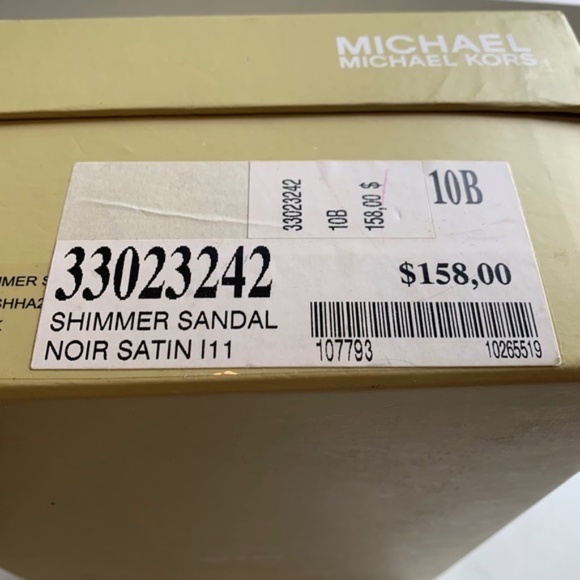 MICHAEL
MICHAEL KORS
33023242
10B
158,00 $
10B
33023242
$158,00
SHIMMER SANDAL
NOIR SATIN I11
107793
10265519